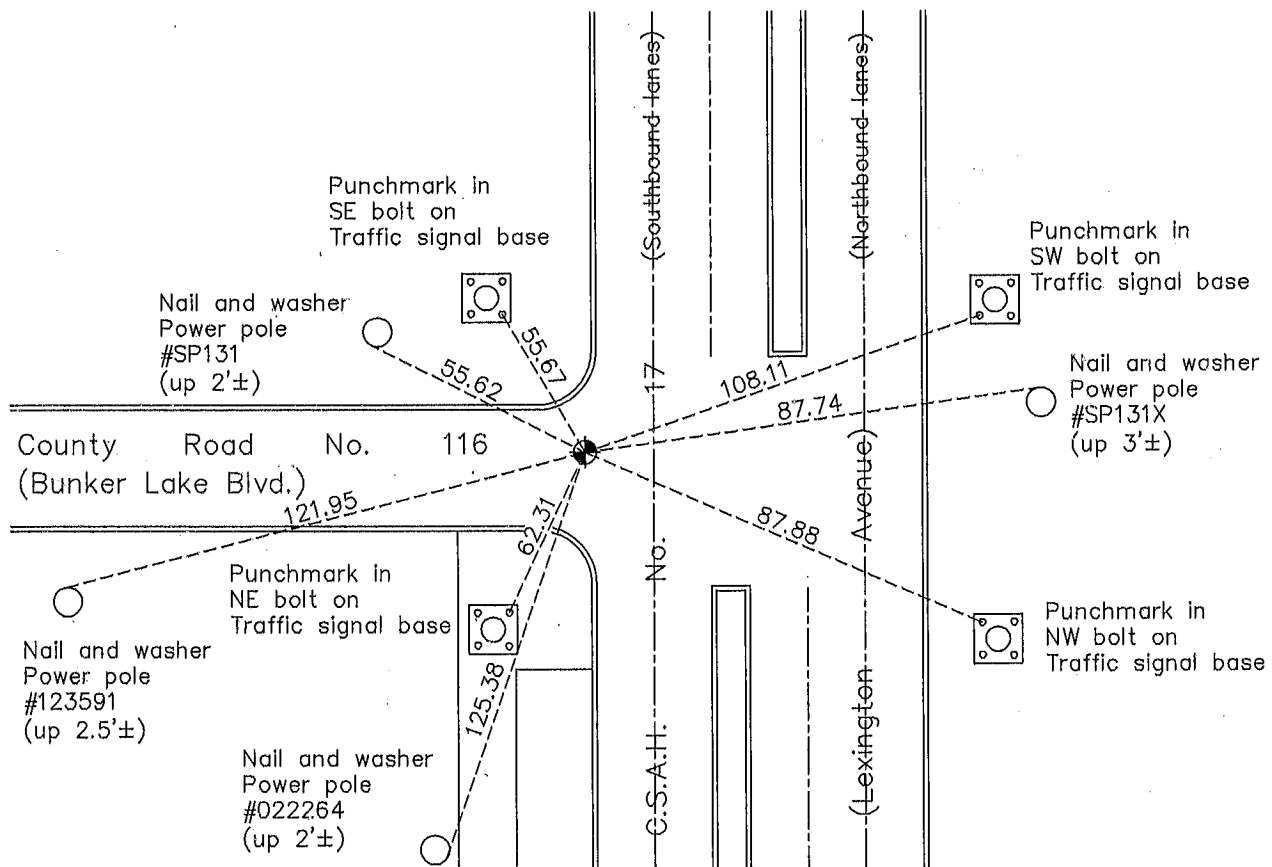 (Southbound lanes)
(Northbound lanes)
Punchmark in
SE bolt on
Traffic signal base
Punchmark in
SW bolt on
Traffic signal base
Nail and washer
Power pole
#SP131
(up 2'±)
55.67
55.62
108.11
87.74
Nail and washer
Power pole
#SP131X
(up 3'±)
County Road No. 116
(Bunker Lake Blvd.)
121.95
62.31
87.88
C.S.A.H. No. 17
(Lexington Avenue)
Punchmark in
NE bolt on
Traffic signal base
Punchmark in
NW bolt on
Traffic signal base
Nail and washer
Power pole
#123591
(up 2.5'±)
125.38
Nail and washer
Power pole
#022264
(up 2'±)